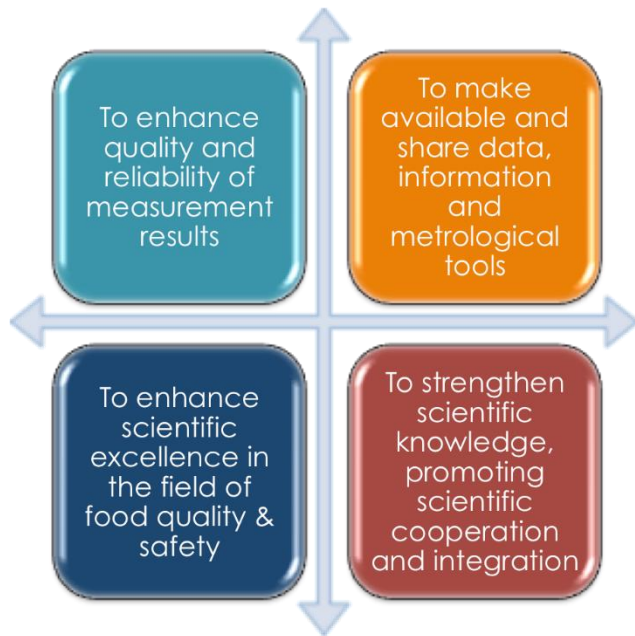 To enhance
quality and
reliability of
measurement
results
To make
available and
share data,
information
and
metrological
tools
To enhance
scientific
excellence in
the field of
food quality &
safety
To strengthen
scientific
knowledge,
promoting
scientific
cooperation
and integration